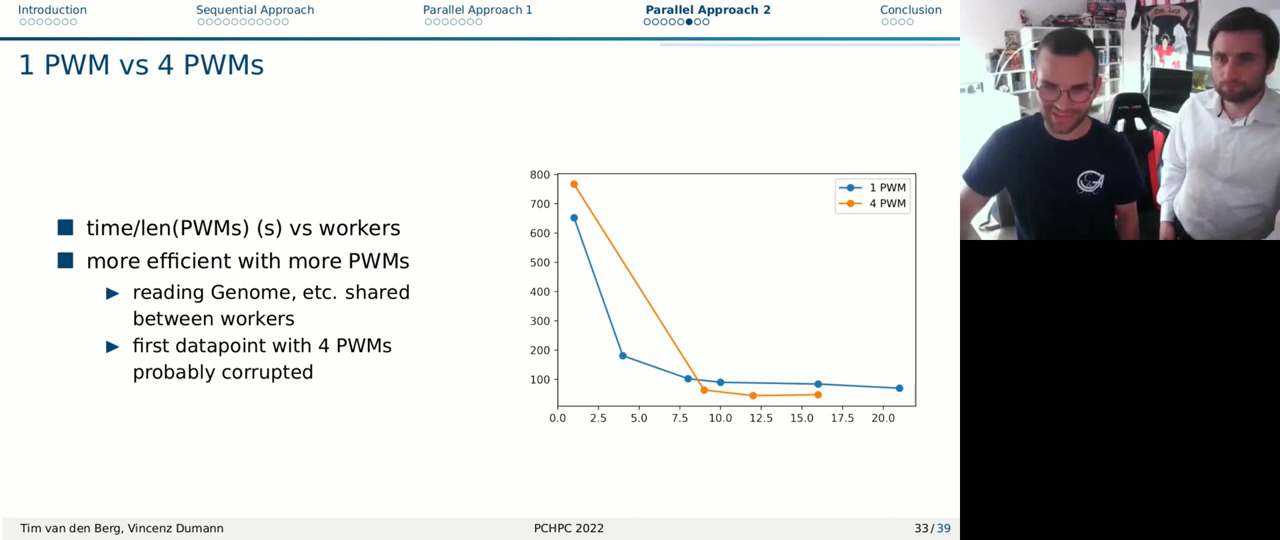 Introduction
Sequential Approach
Parallel Approach 1
Parallel Approach 2
Conclusion
1 PWM vs 4 PWMs
time/len(PWMs) (s) vs workers
more efficient with more PWMs
reading Genome, etc. shared
between workers
first datapoint with 4 PWMs
probably corrupted
800
700
600
500
400
300
200
100
0.0 2.5 5.0 7.5 10.0 12.5 15.0 17.5 20.0
1 PWM
4 PWM
Tim van den Berg, Vincenz Dumann
PCHPC 2022
33/39